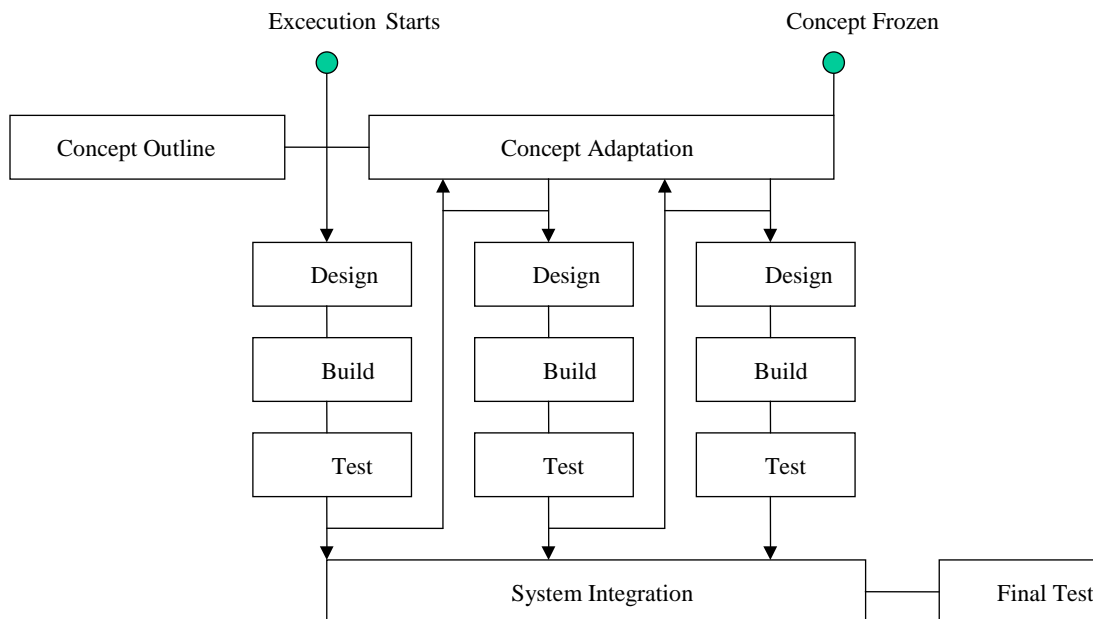 Excecution Starts
Concept Frozen
Concept Outline
Concept Adaptation
Design
Design
Design
Build
Build
Build
Test
Test
Test
System Integration
Final Test